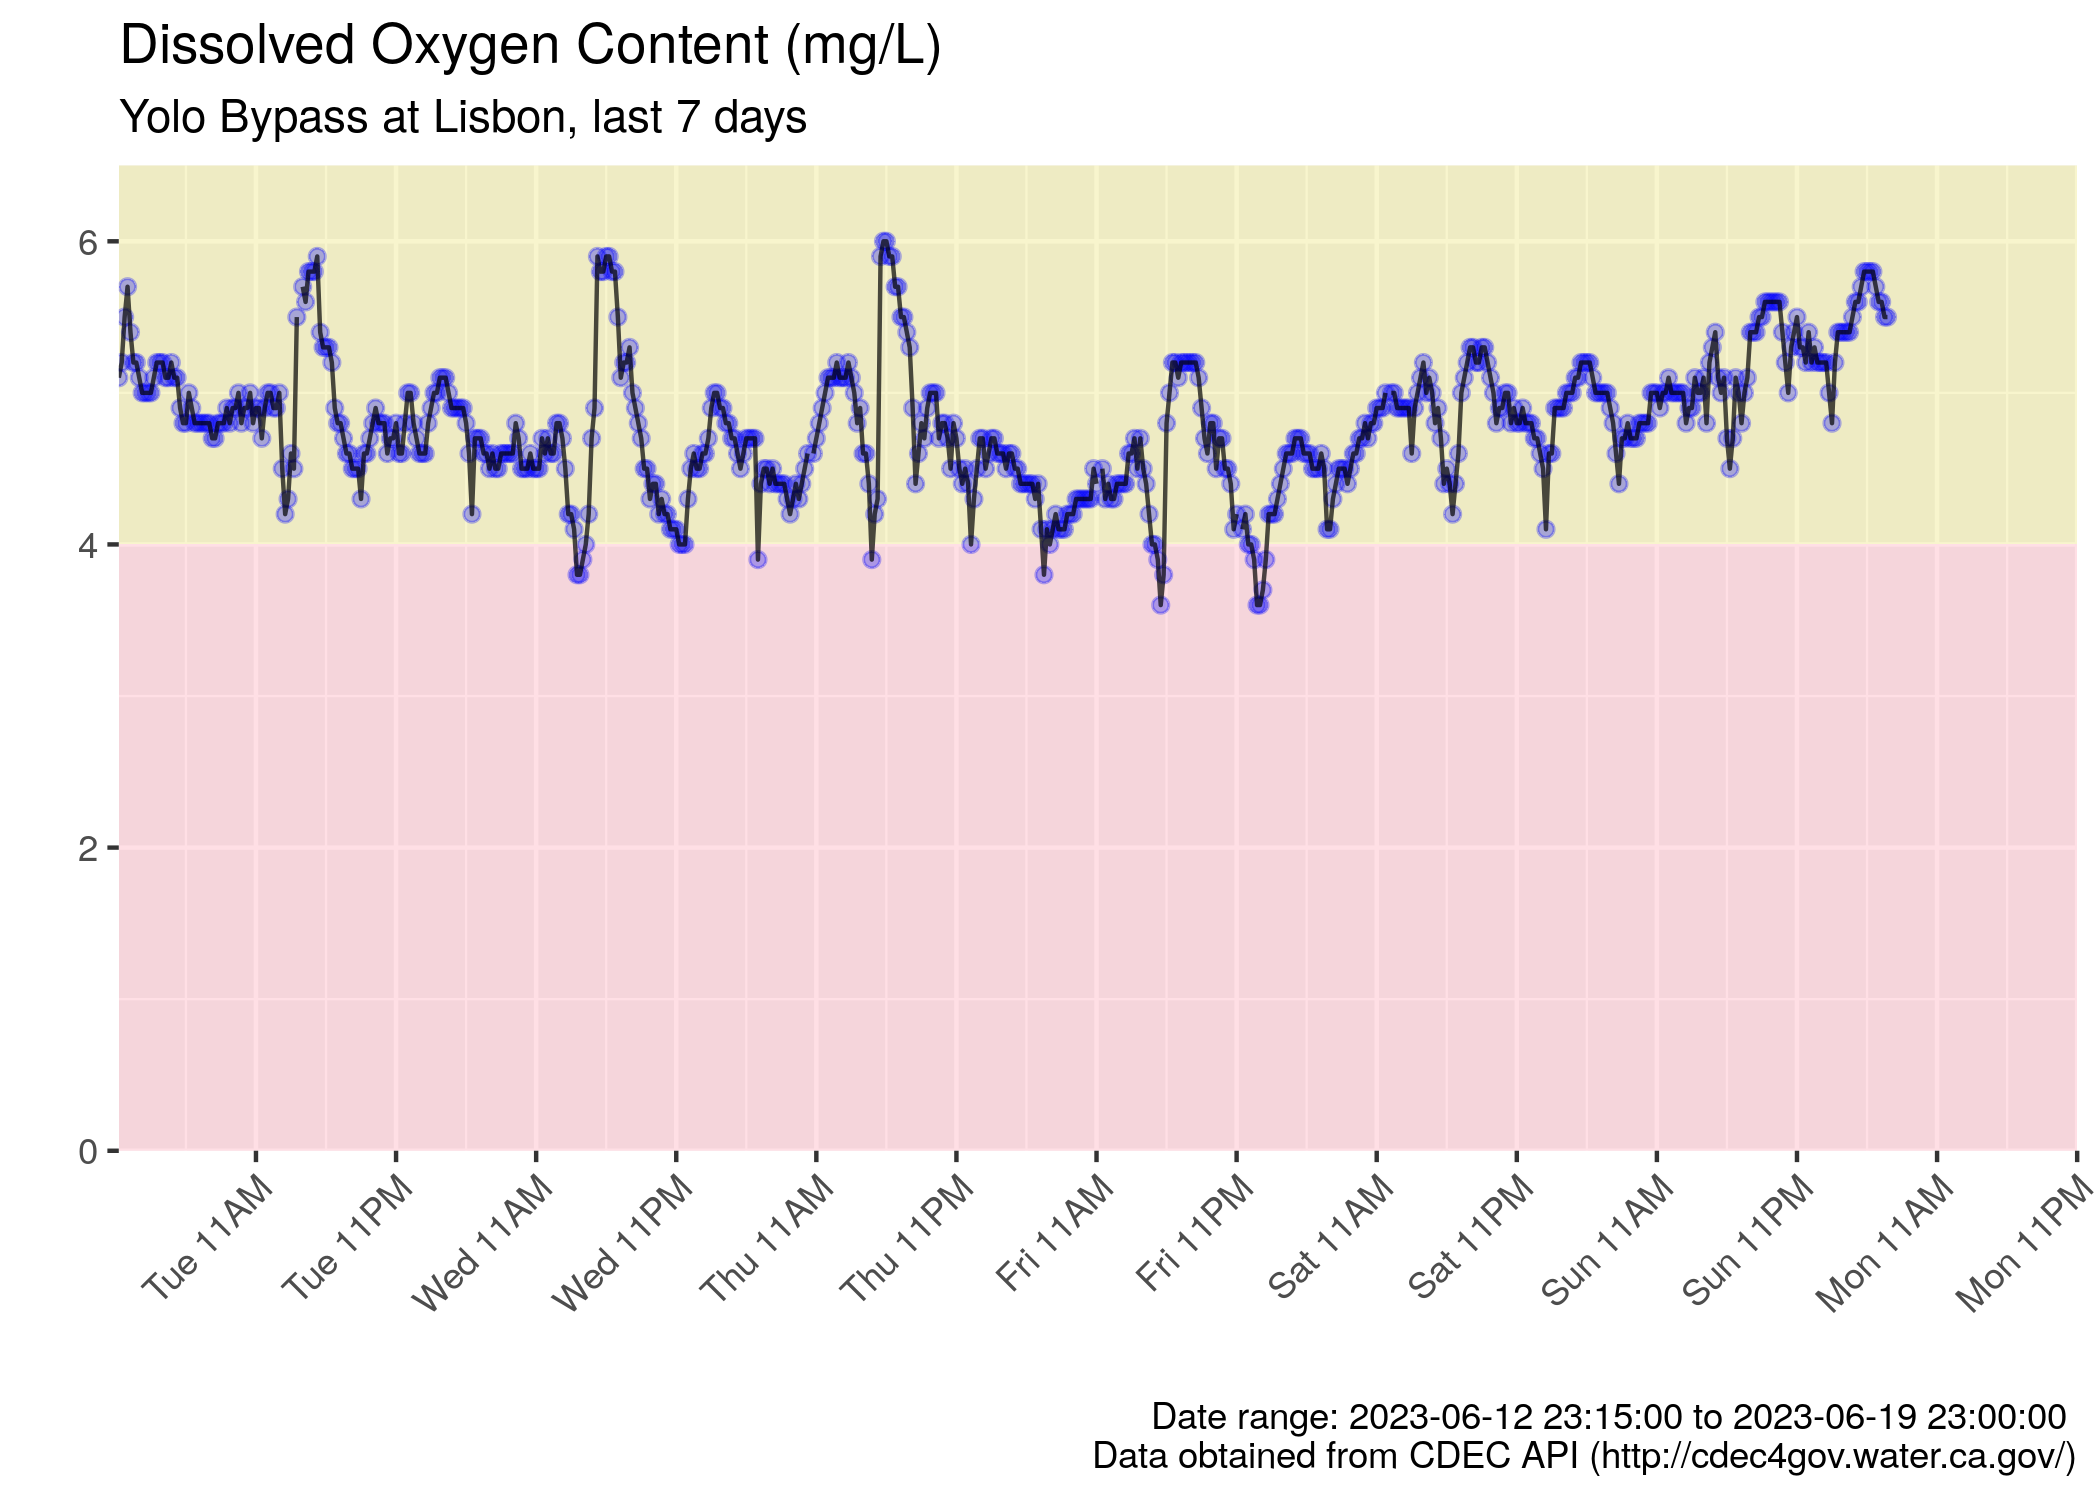 Dissolved Oxygen Content (mg/L)
Yolo Bypass at Lisbon, last 7 days
6
4
2
0
Tue 11AM
Tue 11PM
Wed 11AM
Wed 11PM
Thu 11AM
Thu 11PM
Fri 11AM
Fri 11PM
Sat 11AM
Sat 11PM
Sun 11AM
Sun 11PM
Mon 11AM
Mon 11PM
Date range: 2023-06-12 23:15:00 to 2023-06-19 23:00:00
Data obtained from CDEC API (http://cdec4gov.water.ca.gov/)